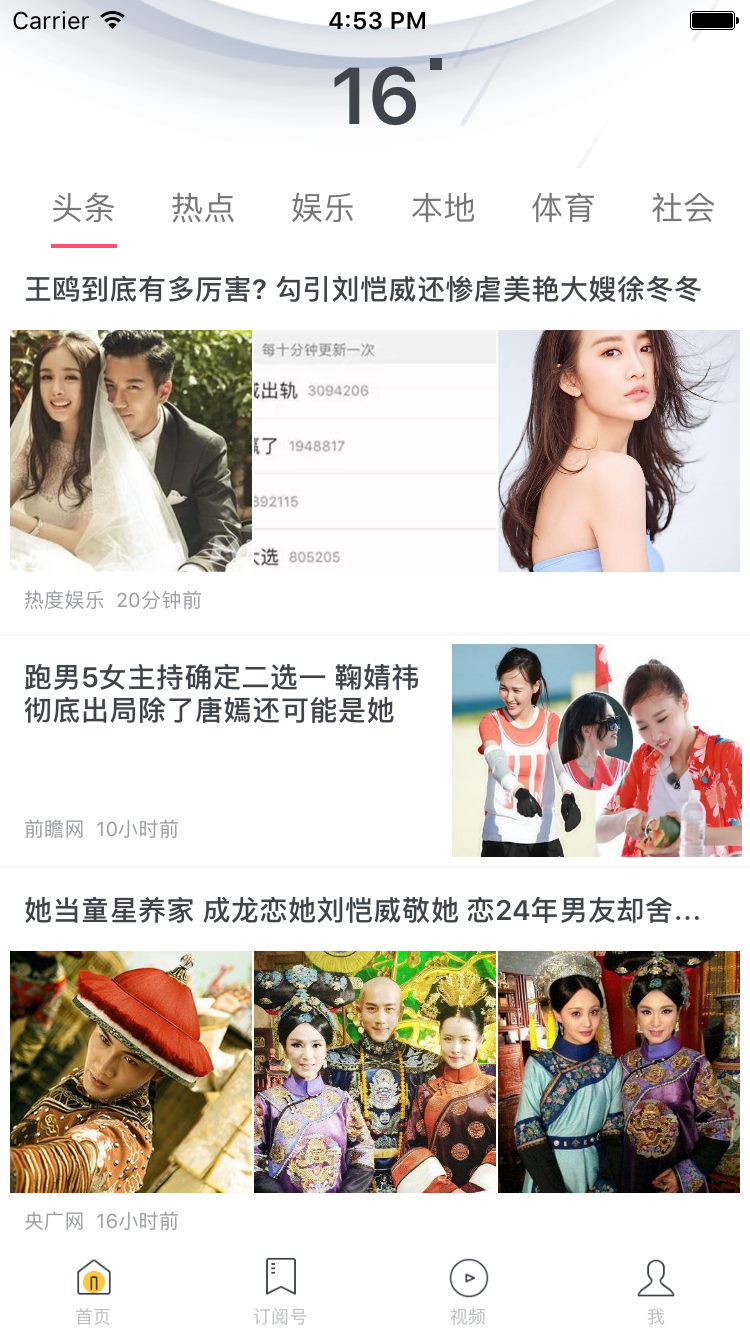 Carrier 4:53 PM
16
头条 热点 娱乐 本地 体育 社会
王鸥到底有多厉害? 勾引刘恺威还惨虐美艳大嫂徐冬冬
每十分钟更新一次
出轨 3094206
赢了 1948817
392115
大选 805205
热度娱乐 20分钟前
跑男5女主持确定二选一 鞠婧祎
彻底出局除了唐嫣还可能是她
前瞻网 10小时前
她当童星养家 成龙恋她刘恺威敬她 恋24年男友却舍...
央广网 16小时前
首页 订阅号 视频 我